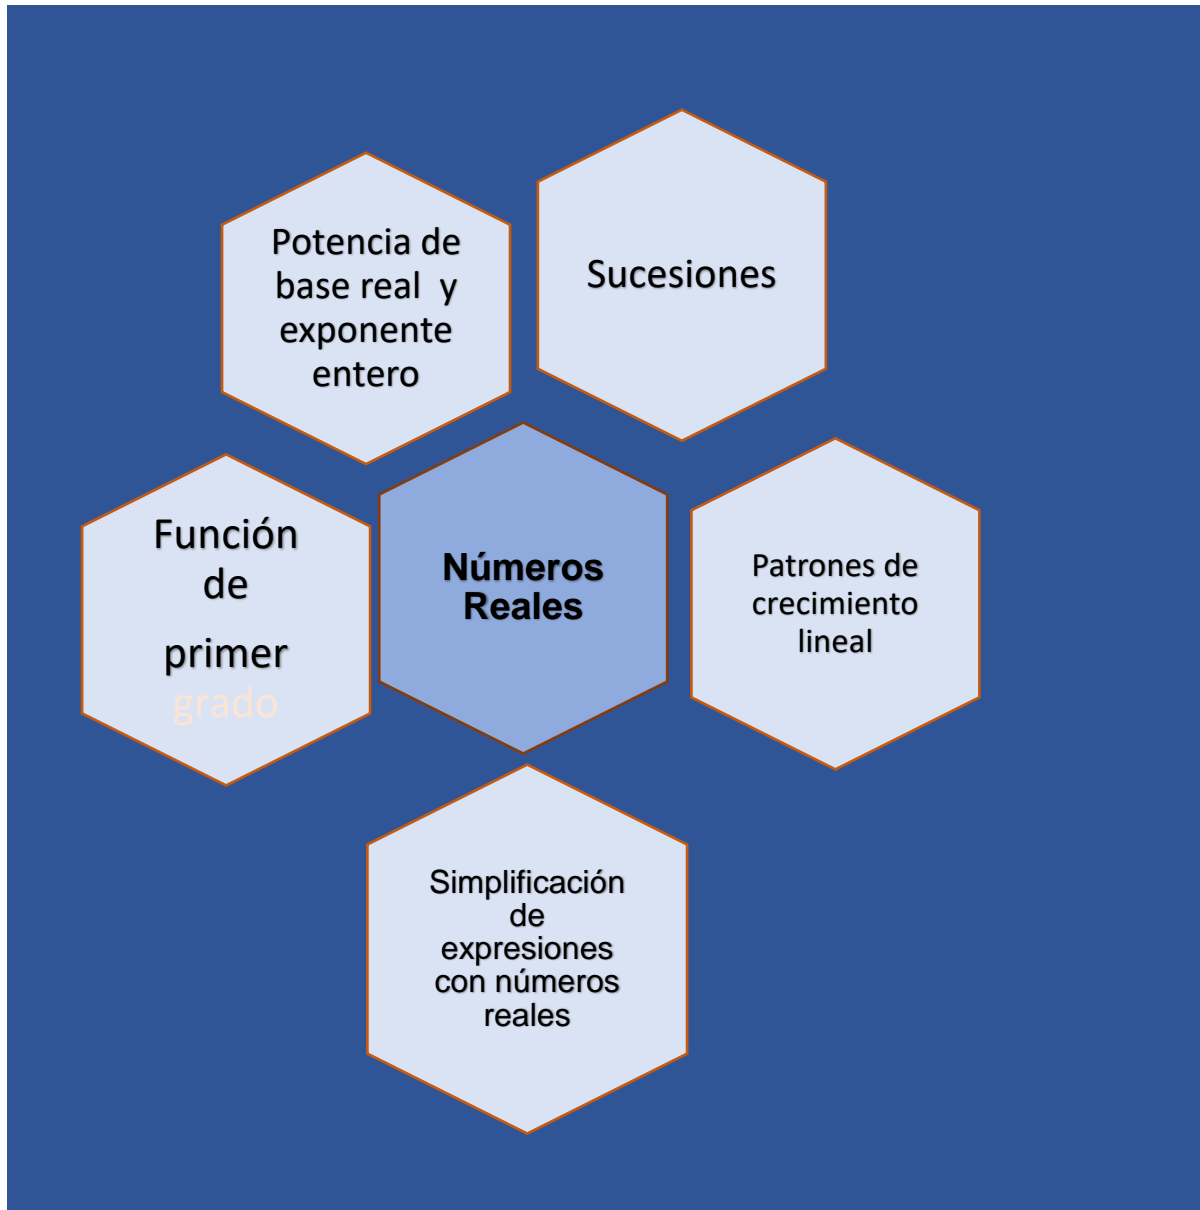 Potencia de
base real y
exponente
entero
Sucesiones
Función
de
primer
grado
Números
Reales
Patrones de
crecimiento
lineal
Simplificación
de
expresiones
con números
reales